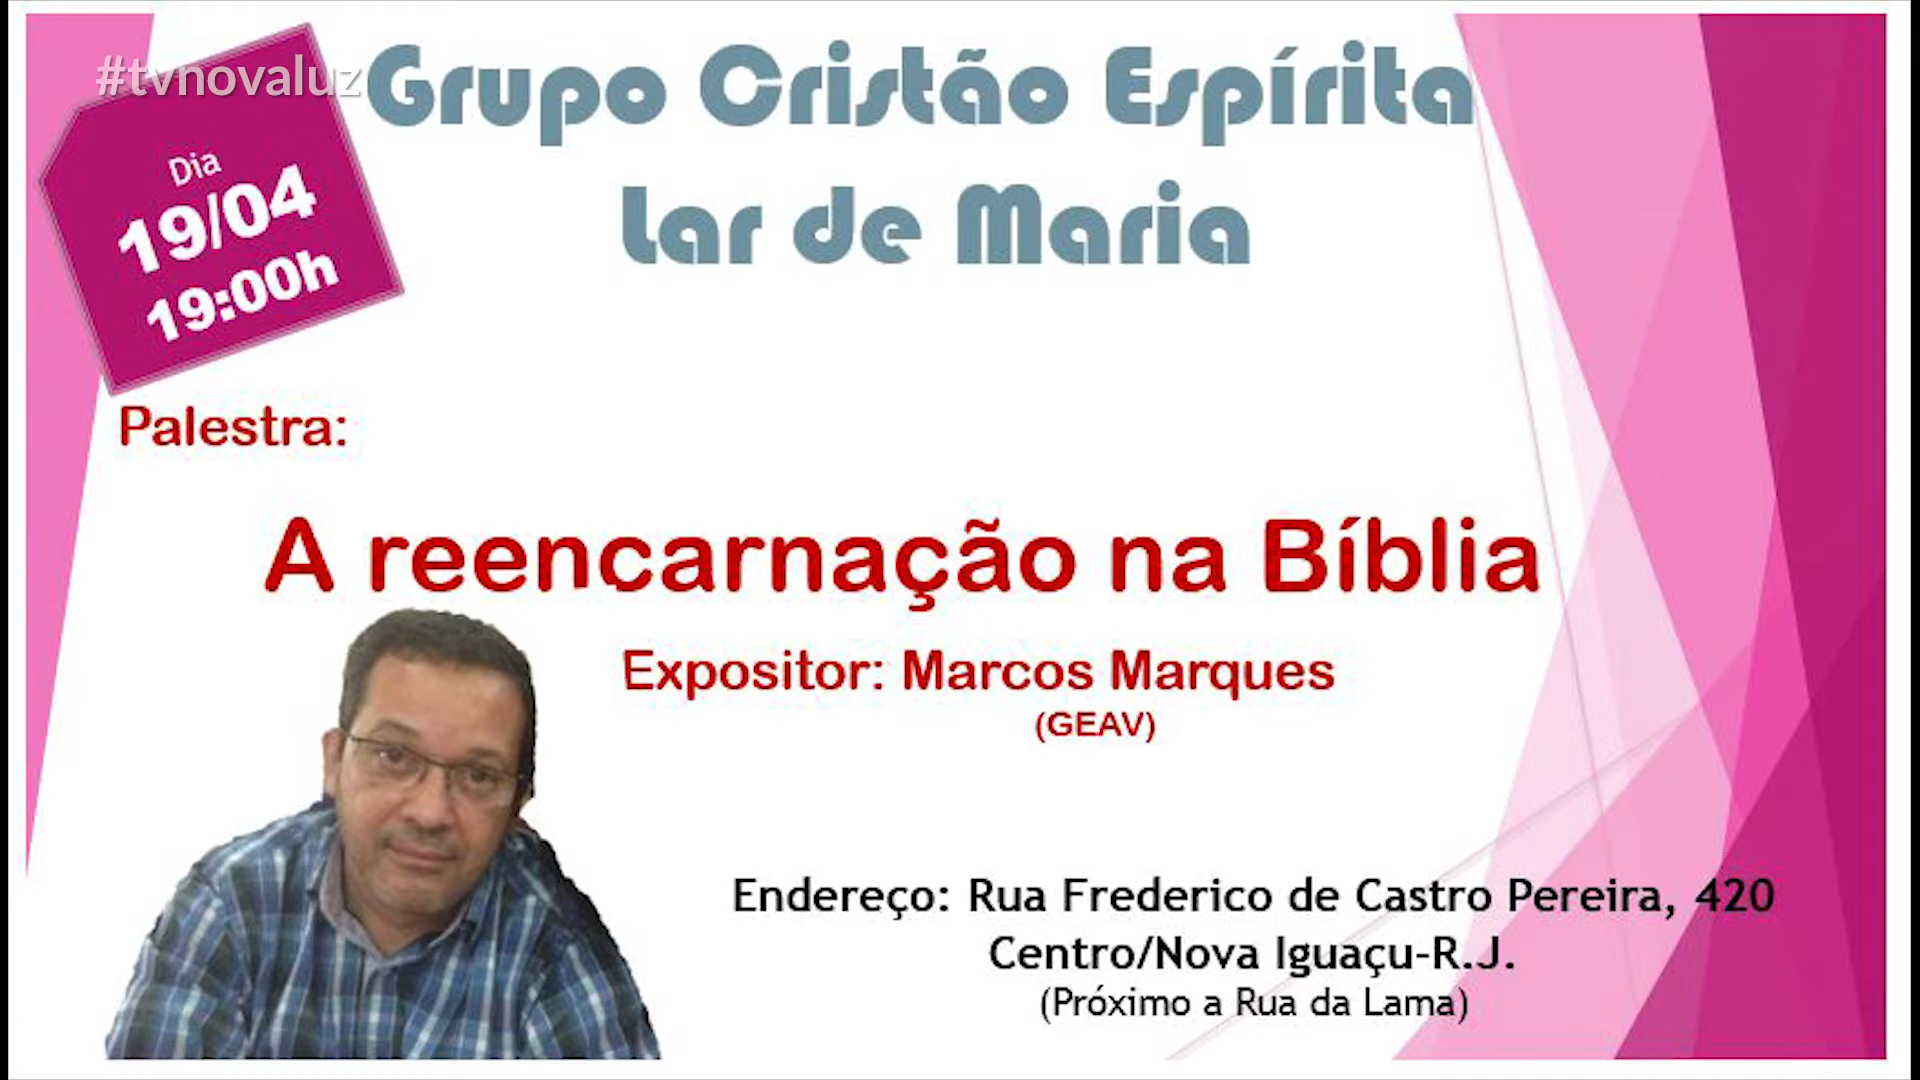 #tvnovaluz
Grupo Cristão Espírita
Lar de Maria
Dia
19/04
19:00h
Palestra:
A reencarnação na Bíblia
Expositor: Marcos Marques
(GEAV)
Endereço: Rua Frederico de Castro Pereira, 420
Centro/Nova Iguaçu-R.J.
(Próximo a Rua da Lama)